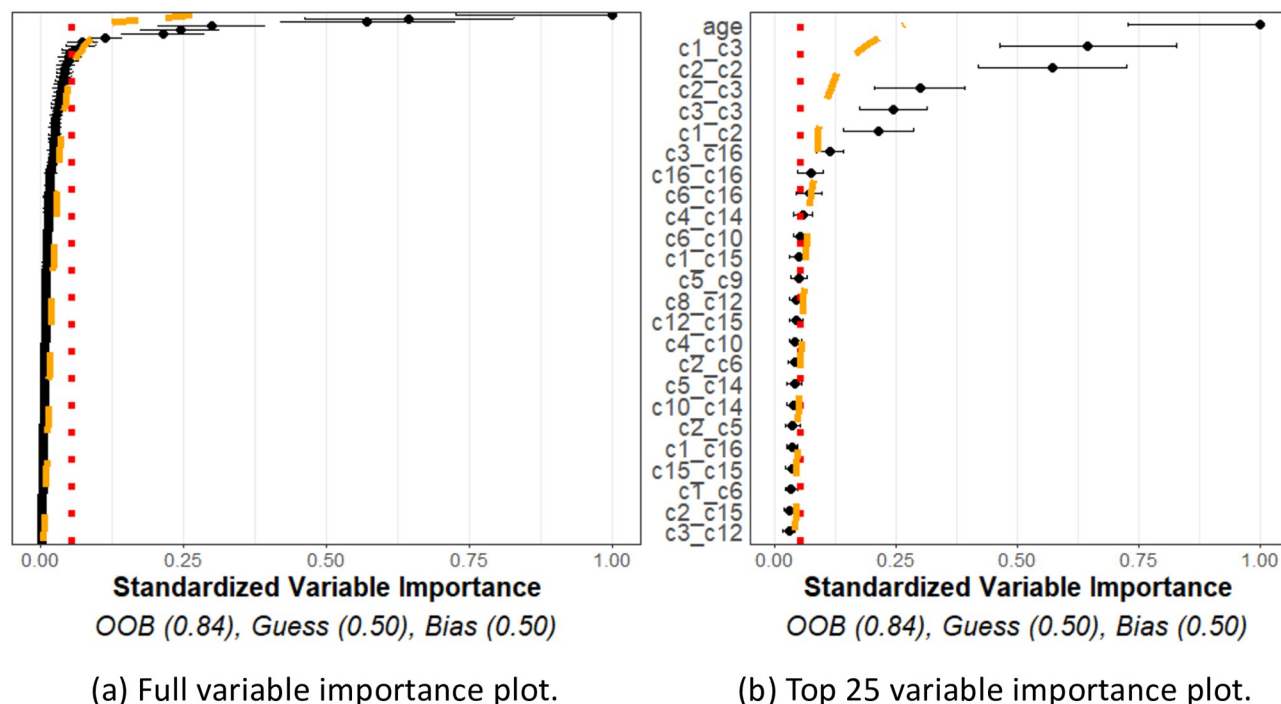 0.00 0.25 0.50 0.75 1.00
Standardized Variable Importance
OOB (0.84), Guess (0.50), Bias (0.50)
(a) Full variable importance plot.
age
c1_c3
c2_c2
c2_c3
c3_c3
c1_c2
c3_c16
c16_c16
c6_c16
c4_c14
c6_c10
c1_c15
c5_c9
c8_c12
c12_c15
c4_c10
c2_c6
c5_c14
c10_c14
c2_c5
c1_c16
c15_c15
c1_c6
c2_c15
c3_c12
0.00 0.25 0.50 0.75 1.00
Standardized Variable Importance
OOB (0.84), Guess (0.50), Bias (0.50)
(b) Top 25 variable importance plot.